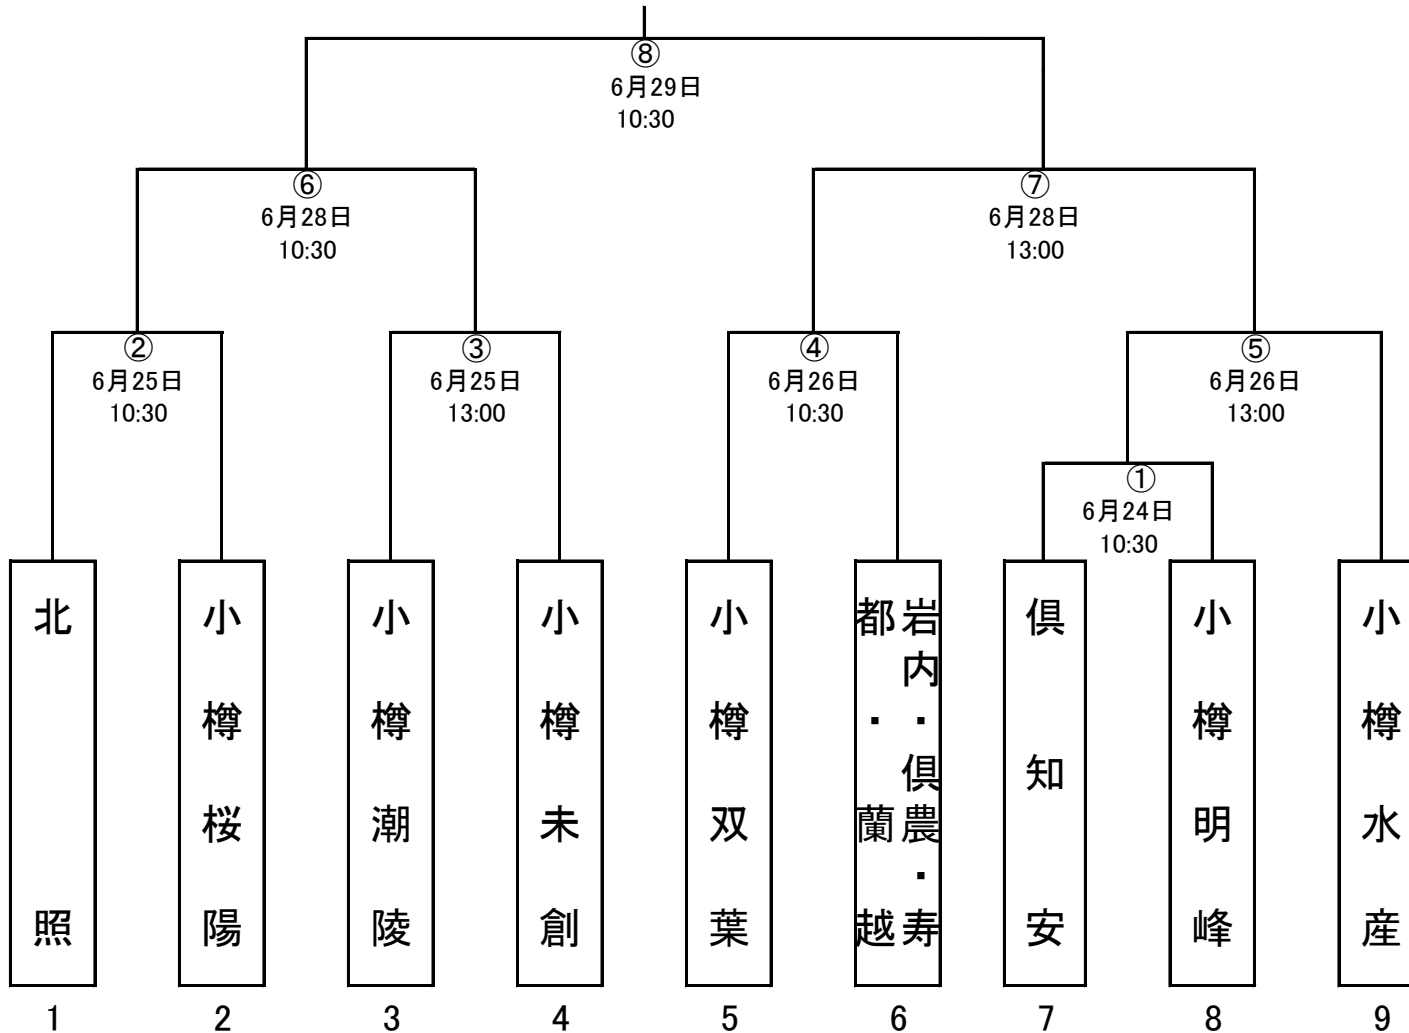 ⑧
6月29日
10:30
⑥
6月28日
10:30
⑦
6月28日
13:00
②
6月25日
10:30
③
6月25日
13:00
④
6月26日
10:30
⑤
6月26日
13:00
①
6月24日
10:30
北照
小樽桜陽
小樽潮陵
小樽未創
小樽双葉
岩内・倶農・寿
都・蘭越
倶知安
小樽明峰
小樽水産
1
2
3
4
5
6
7
8
9